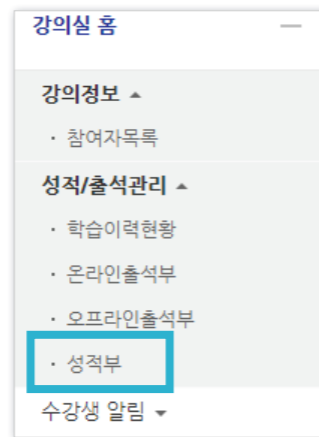 강의실 홈
강의정보 ▲
· 참여자목록
성적/출석관리 ▲
· 학습이력현황
· 온라인출석부
· 오프라인출석부
· 성적부
수강생 알림 ▼